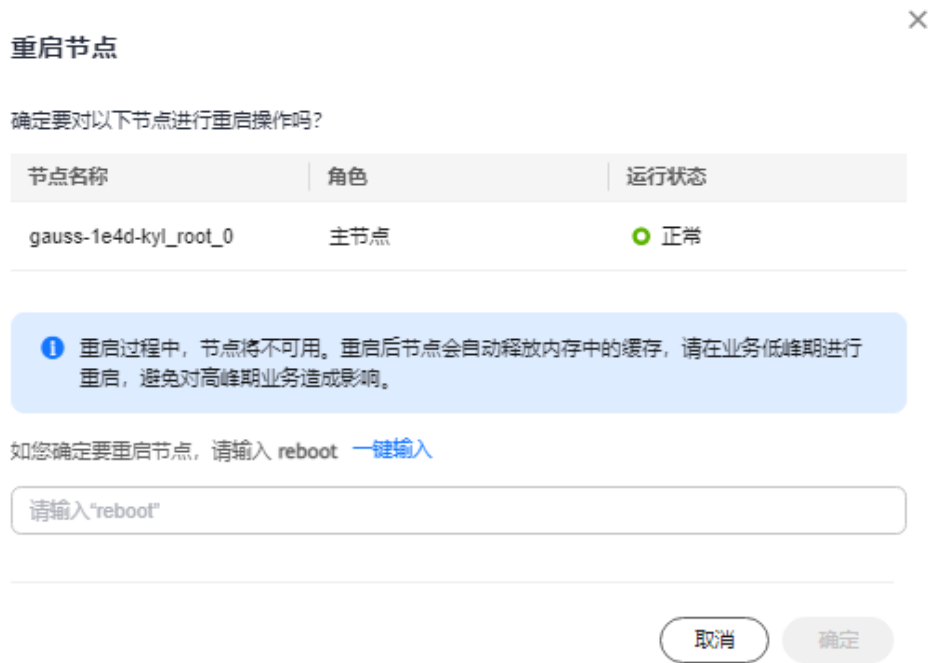 重启节点
确定要对以下节点进行重启操作吗？
节点名称 角色 运行状态
gauss-1e4d-kyl_root_0 主节点 正常
重启过程中，节点将不可用。重启后节点会自动释放内存中的缓存，请在业务低峰期进行
重启，避免对高峰期业务造成影响。
如您确定要重启节点，请输入 reboot 一键输入
请输入“reboot”
取消 确定